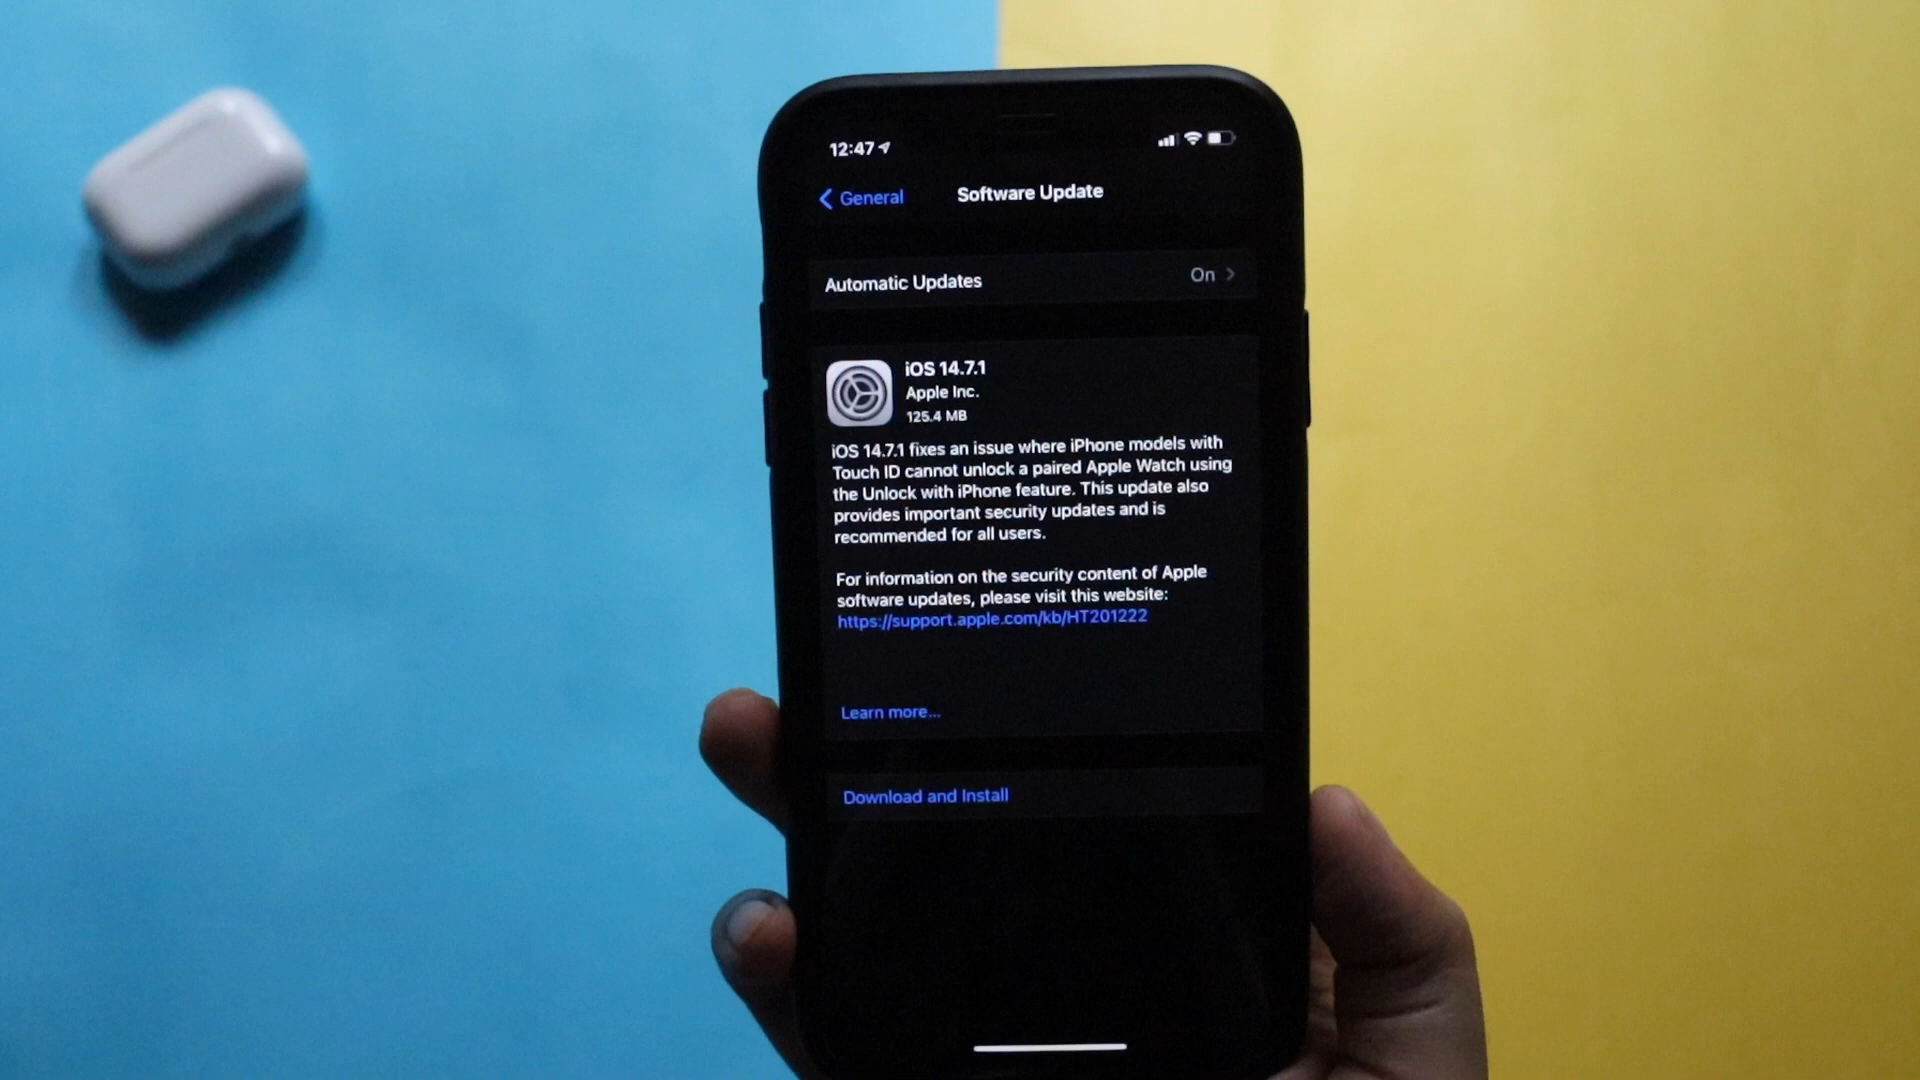 12:47
General
Software Update
Automatic Updates
On
iOS 14.7.1
Apple Inc.
125.4 MB
iOS 14.7.1 fixes an issue where iPhone models with
Touch ID cannot unlock a paired Apple Watch using
the Unlock with iPhone feature. This update also
provides important security updates and is
recommended for all users.
For information on the security content of Apple
software updates, please visit this website:
https://support.apple.com/kb/HT201222
Learn more...
Download and Install